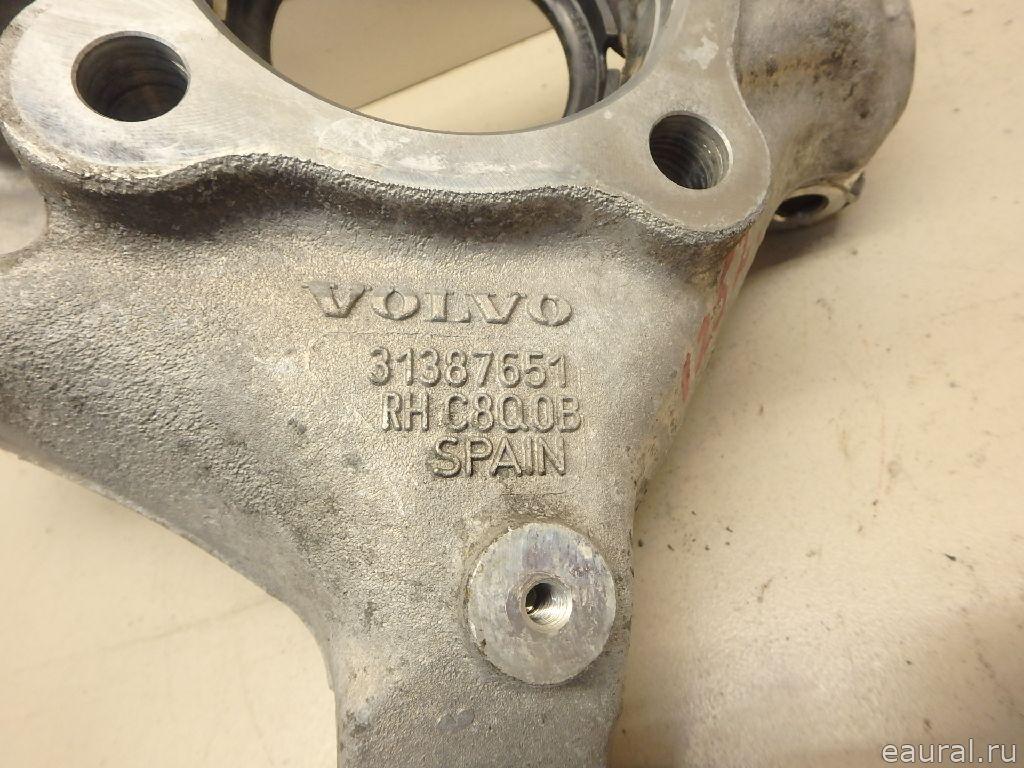 VOLVO
31387651
RH C8Q0B
SPAIN
eaural.ru